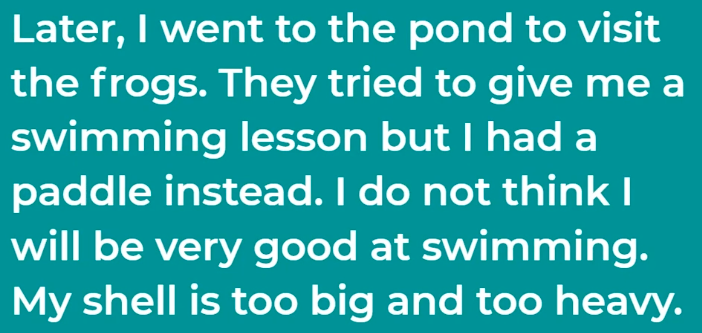 Later, I went to the pond to visit
the frogs. They tried to give me a
swimming lesson but I had a
paddle instead. I do not think I
will be very good at swimming.
My shell is too big and too heavy.